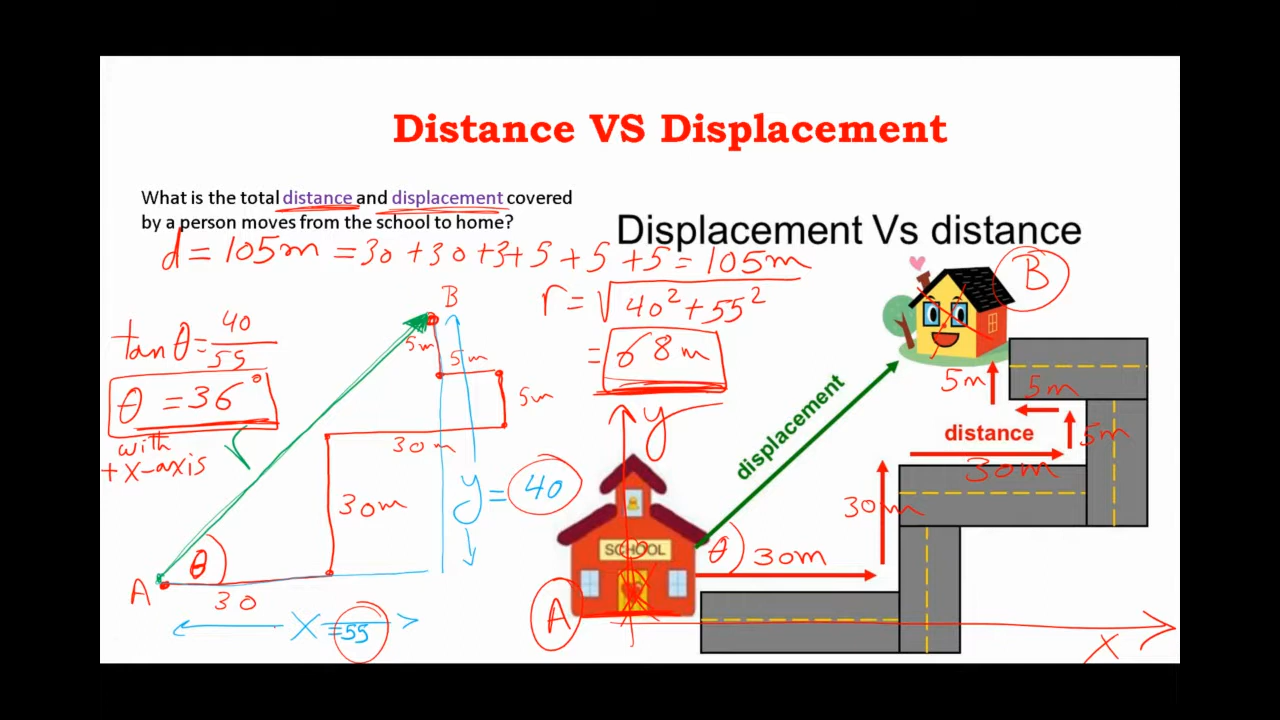 Distance VS Displacement
What is the total distance and displacement covered
by a person moves from the school to home?
Displacement Vs distance
d = 105m = 30 + 30 + 3 + 5 + 5 + 5 = 105m
r = √40² + 55²
= 68 m
tan θ = 40/55
θ = 36°
with
+x-axis
B
5m
5m
5m
30m
30m
y = 40
A
θ
30
X = 55
y
displacement
SCHOOL
A
θ
30m
30m
distance
30m
5m
5m
5m
B
X